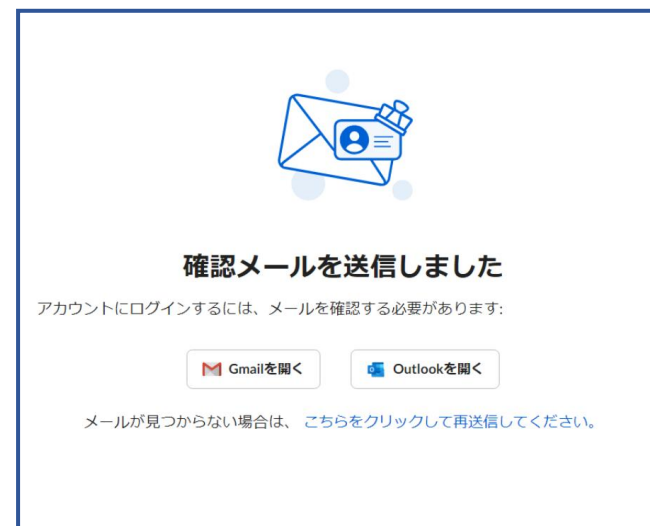 確認メールを送信しました
アカウントにログインするには、メールを確認する必要があります:
Gmailを開く
Outlookを開く
メールが見つからない場合は、 こちらをクリックして再送信してください。